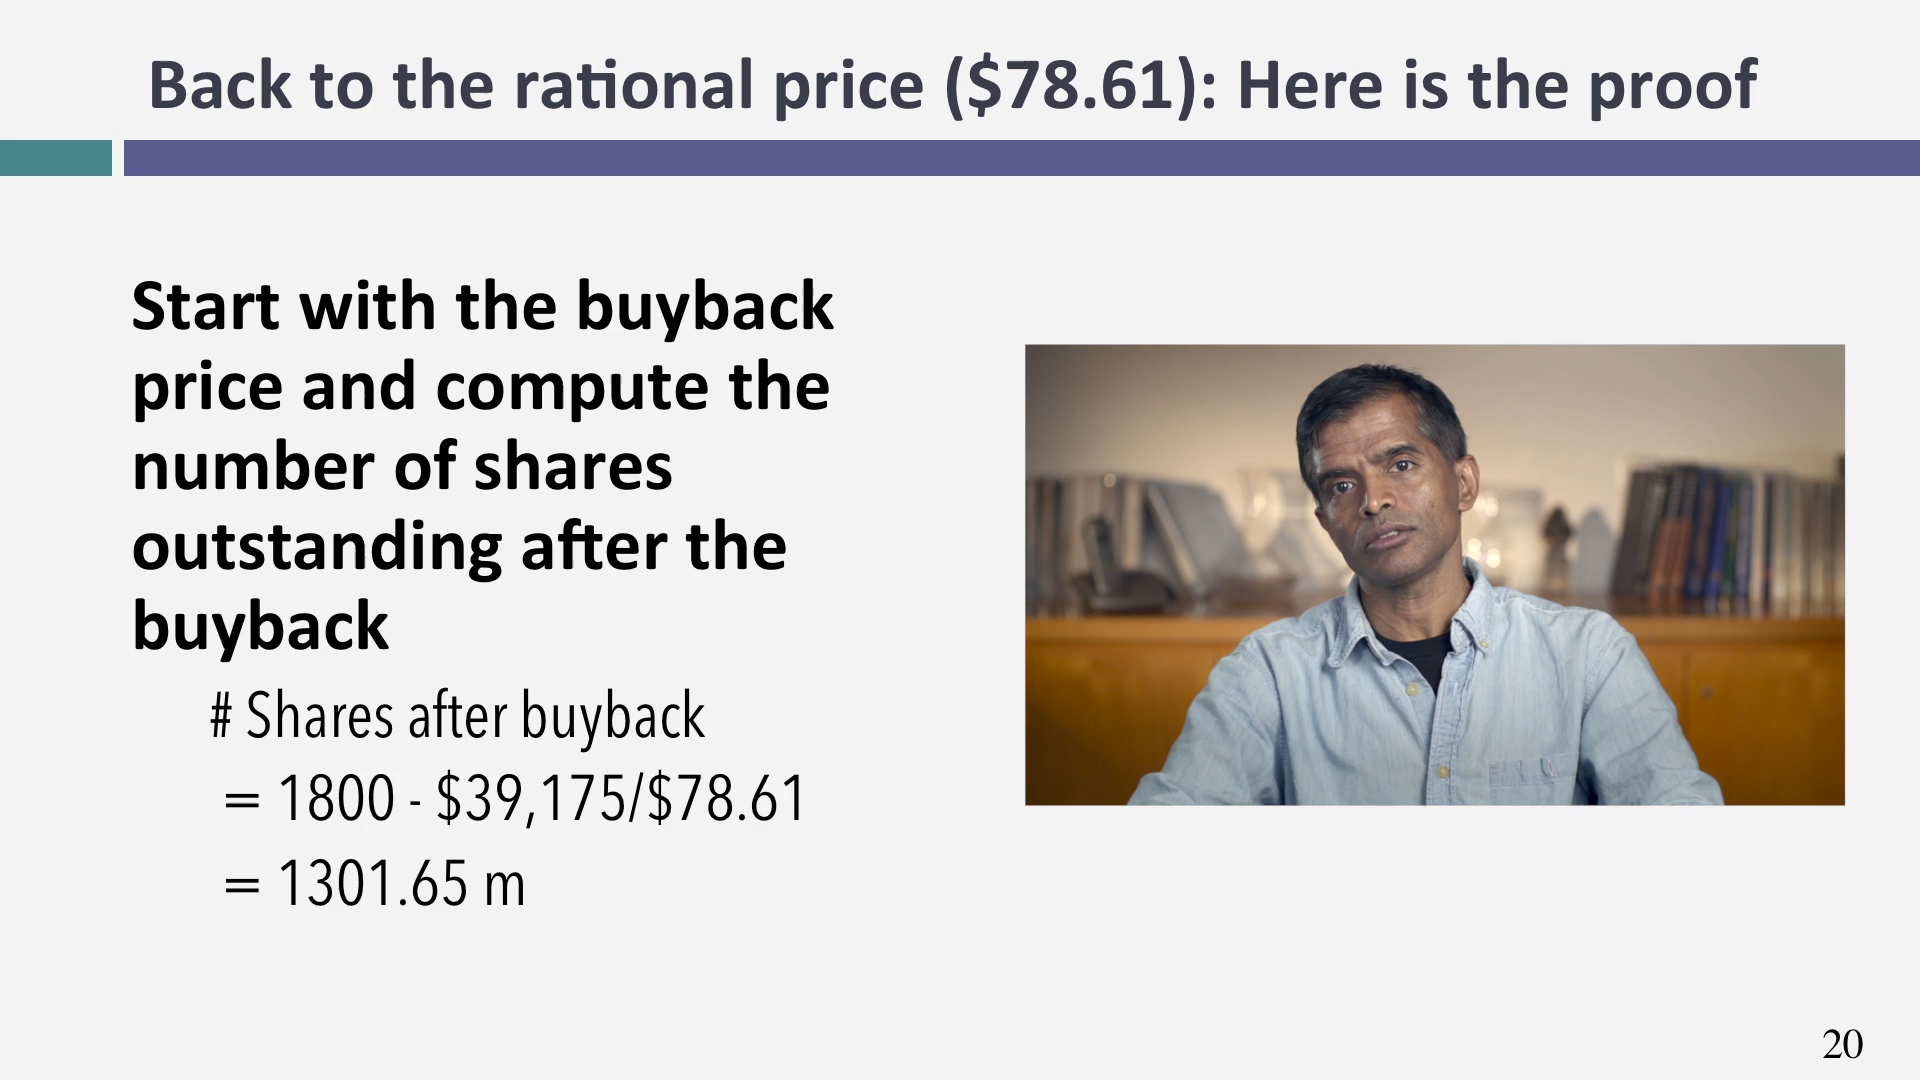 Back to the rational price ($78.61): Here is the proof
Start with the buyback
price and compute the
number of shares
outstanding after the
buyback
# Shares after buyback
= 1800 - $39,175/$78.61
= 1301.65 m
20